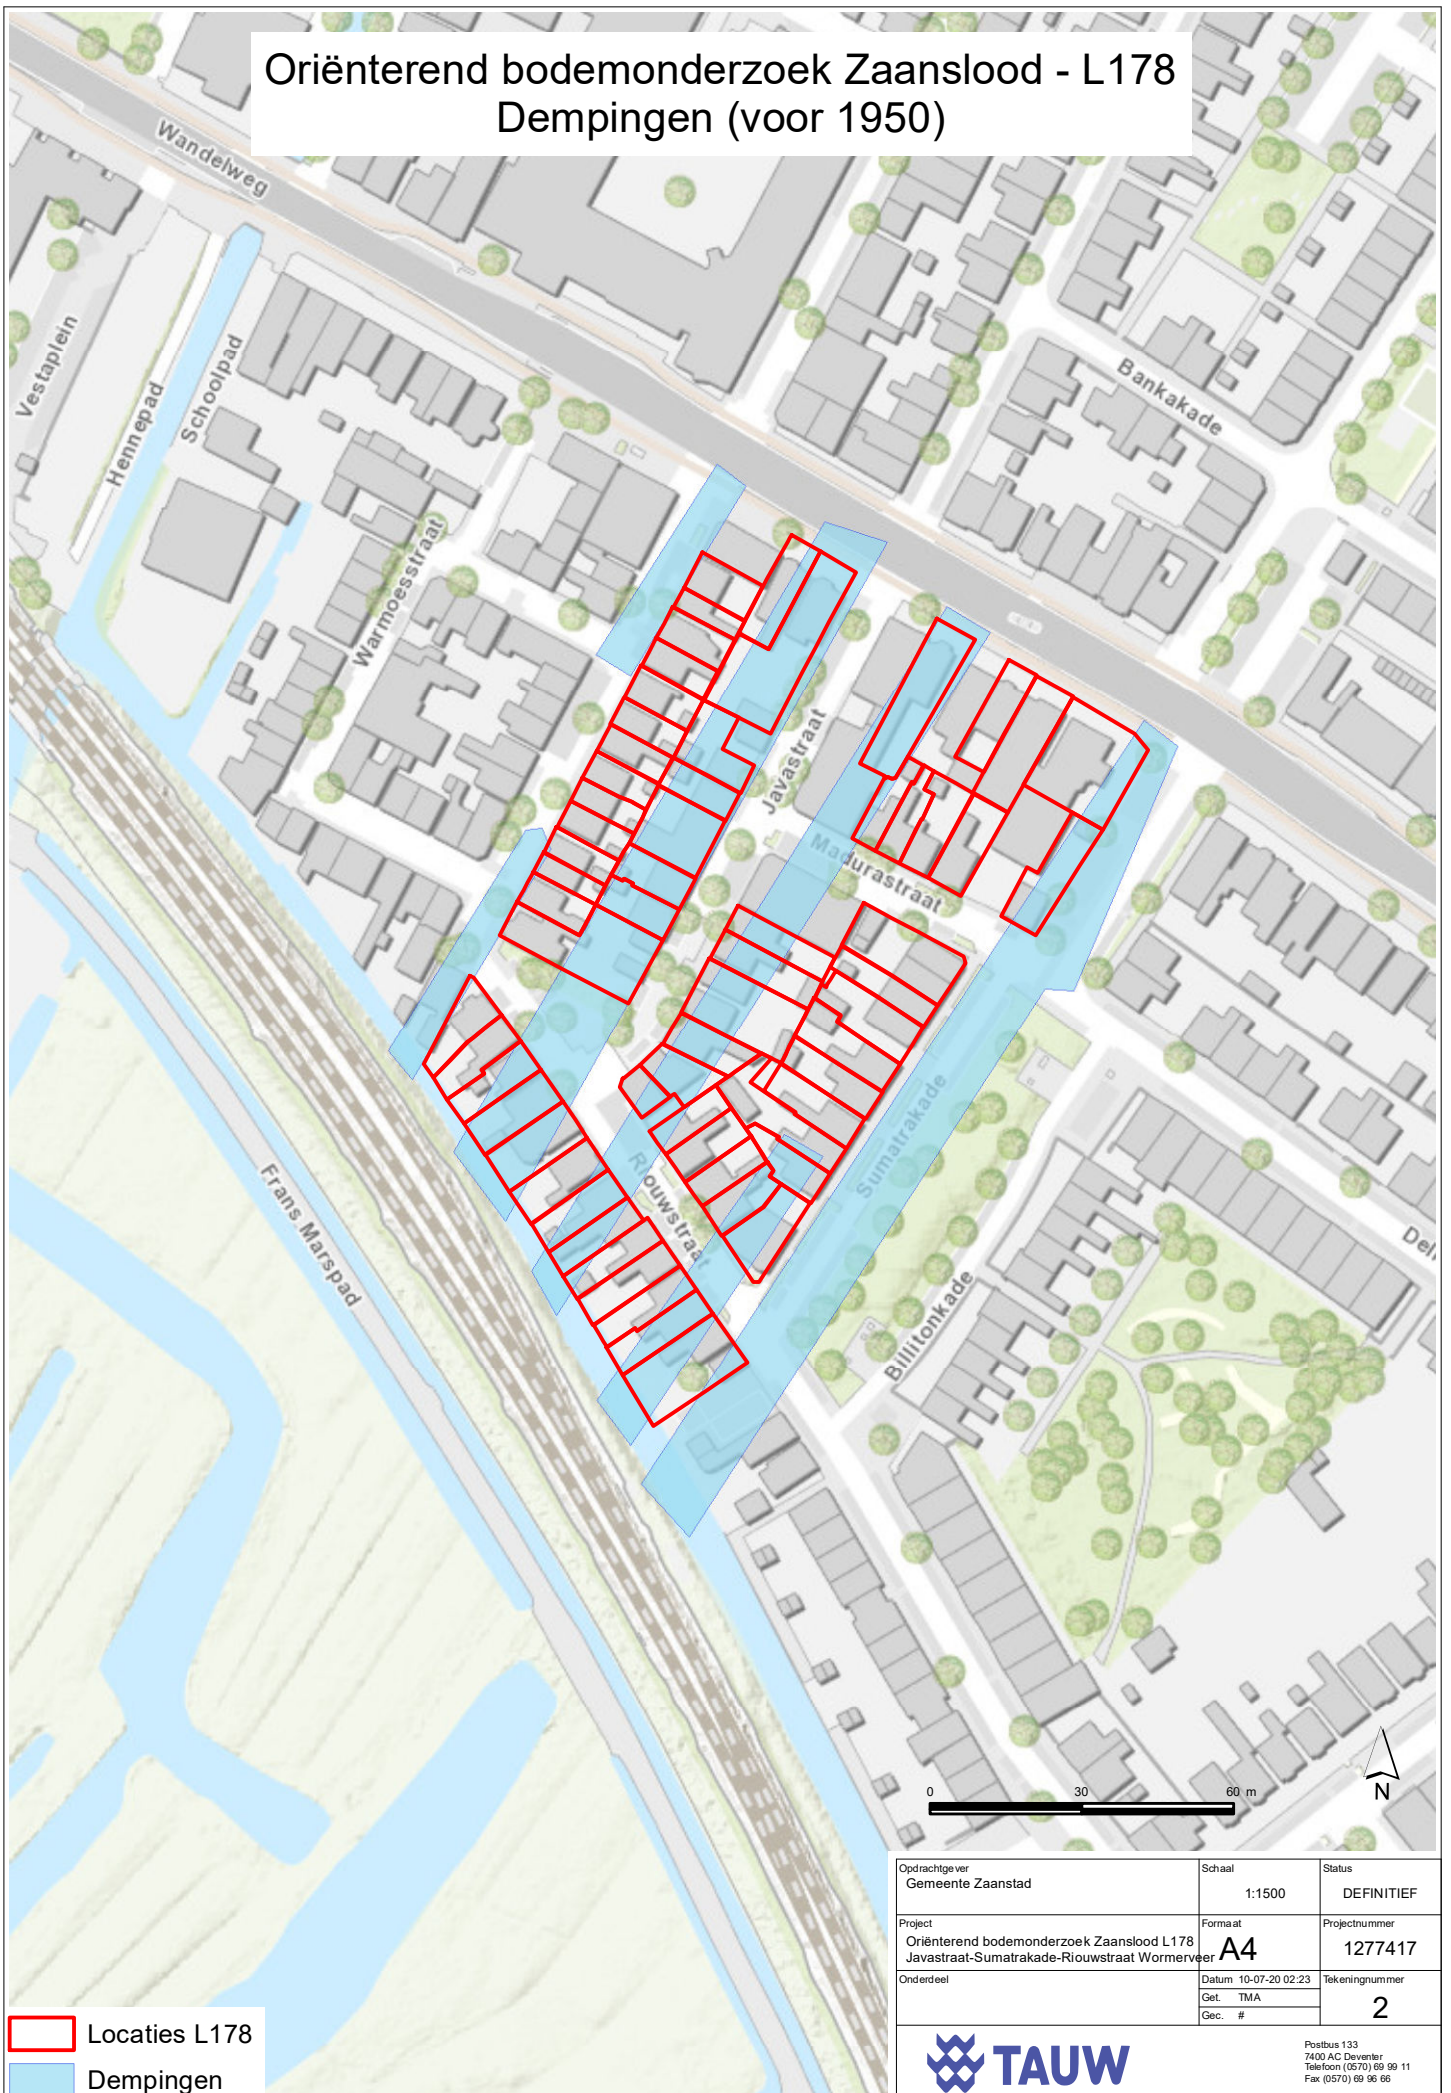 Oriënterend bodemonderzoek Zaanslood - L178
Dempingen (voor 1950)
Wandelweg
Vestaplein
Hennepad
Schoolpad
Bankakade
Warmoesstraat
Javastraat
Madurastraat
Sumatrakade
Riouwstraat
Frans Marspad
Billitonkade
Deli
0 30 60 m
N
Opdrachtgever
Gemeente Zaanstad
Schaal
1:1500
Status
DEFINITIEF
Project
Oriënterend bodemonderzoek Zaanslood L178
Javastraat-Sumatrakade-Riouwstraat Wormerveer
Formaat
A4
Projectnummer
1277417
Onderdeel
Datum 10-07-20 02:23
Get. TMA
Gec. #
Tekeningnummer
2
Locaties L178
Dempingen
TAUW
Postbus 133
7400 AC Deventer
Telefoon (0570) 69 99 11
Fax (0570) 69 96 66